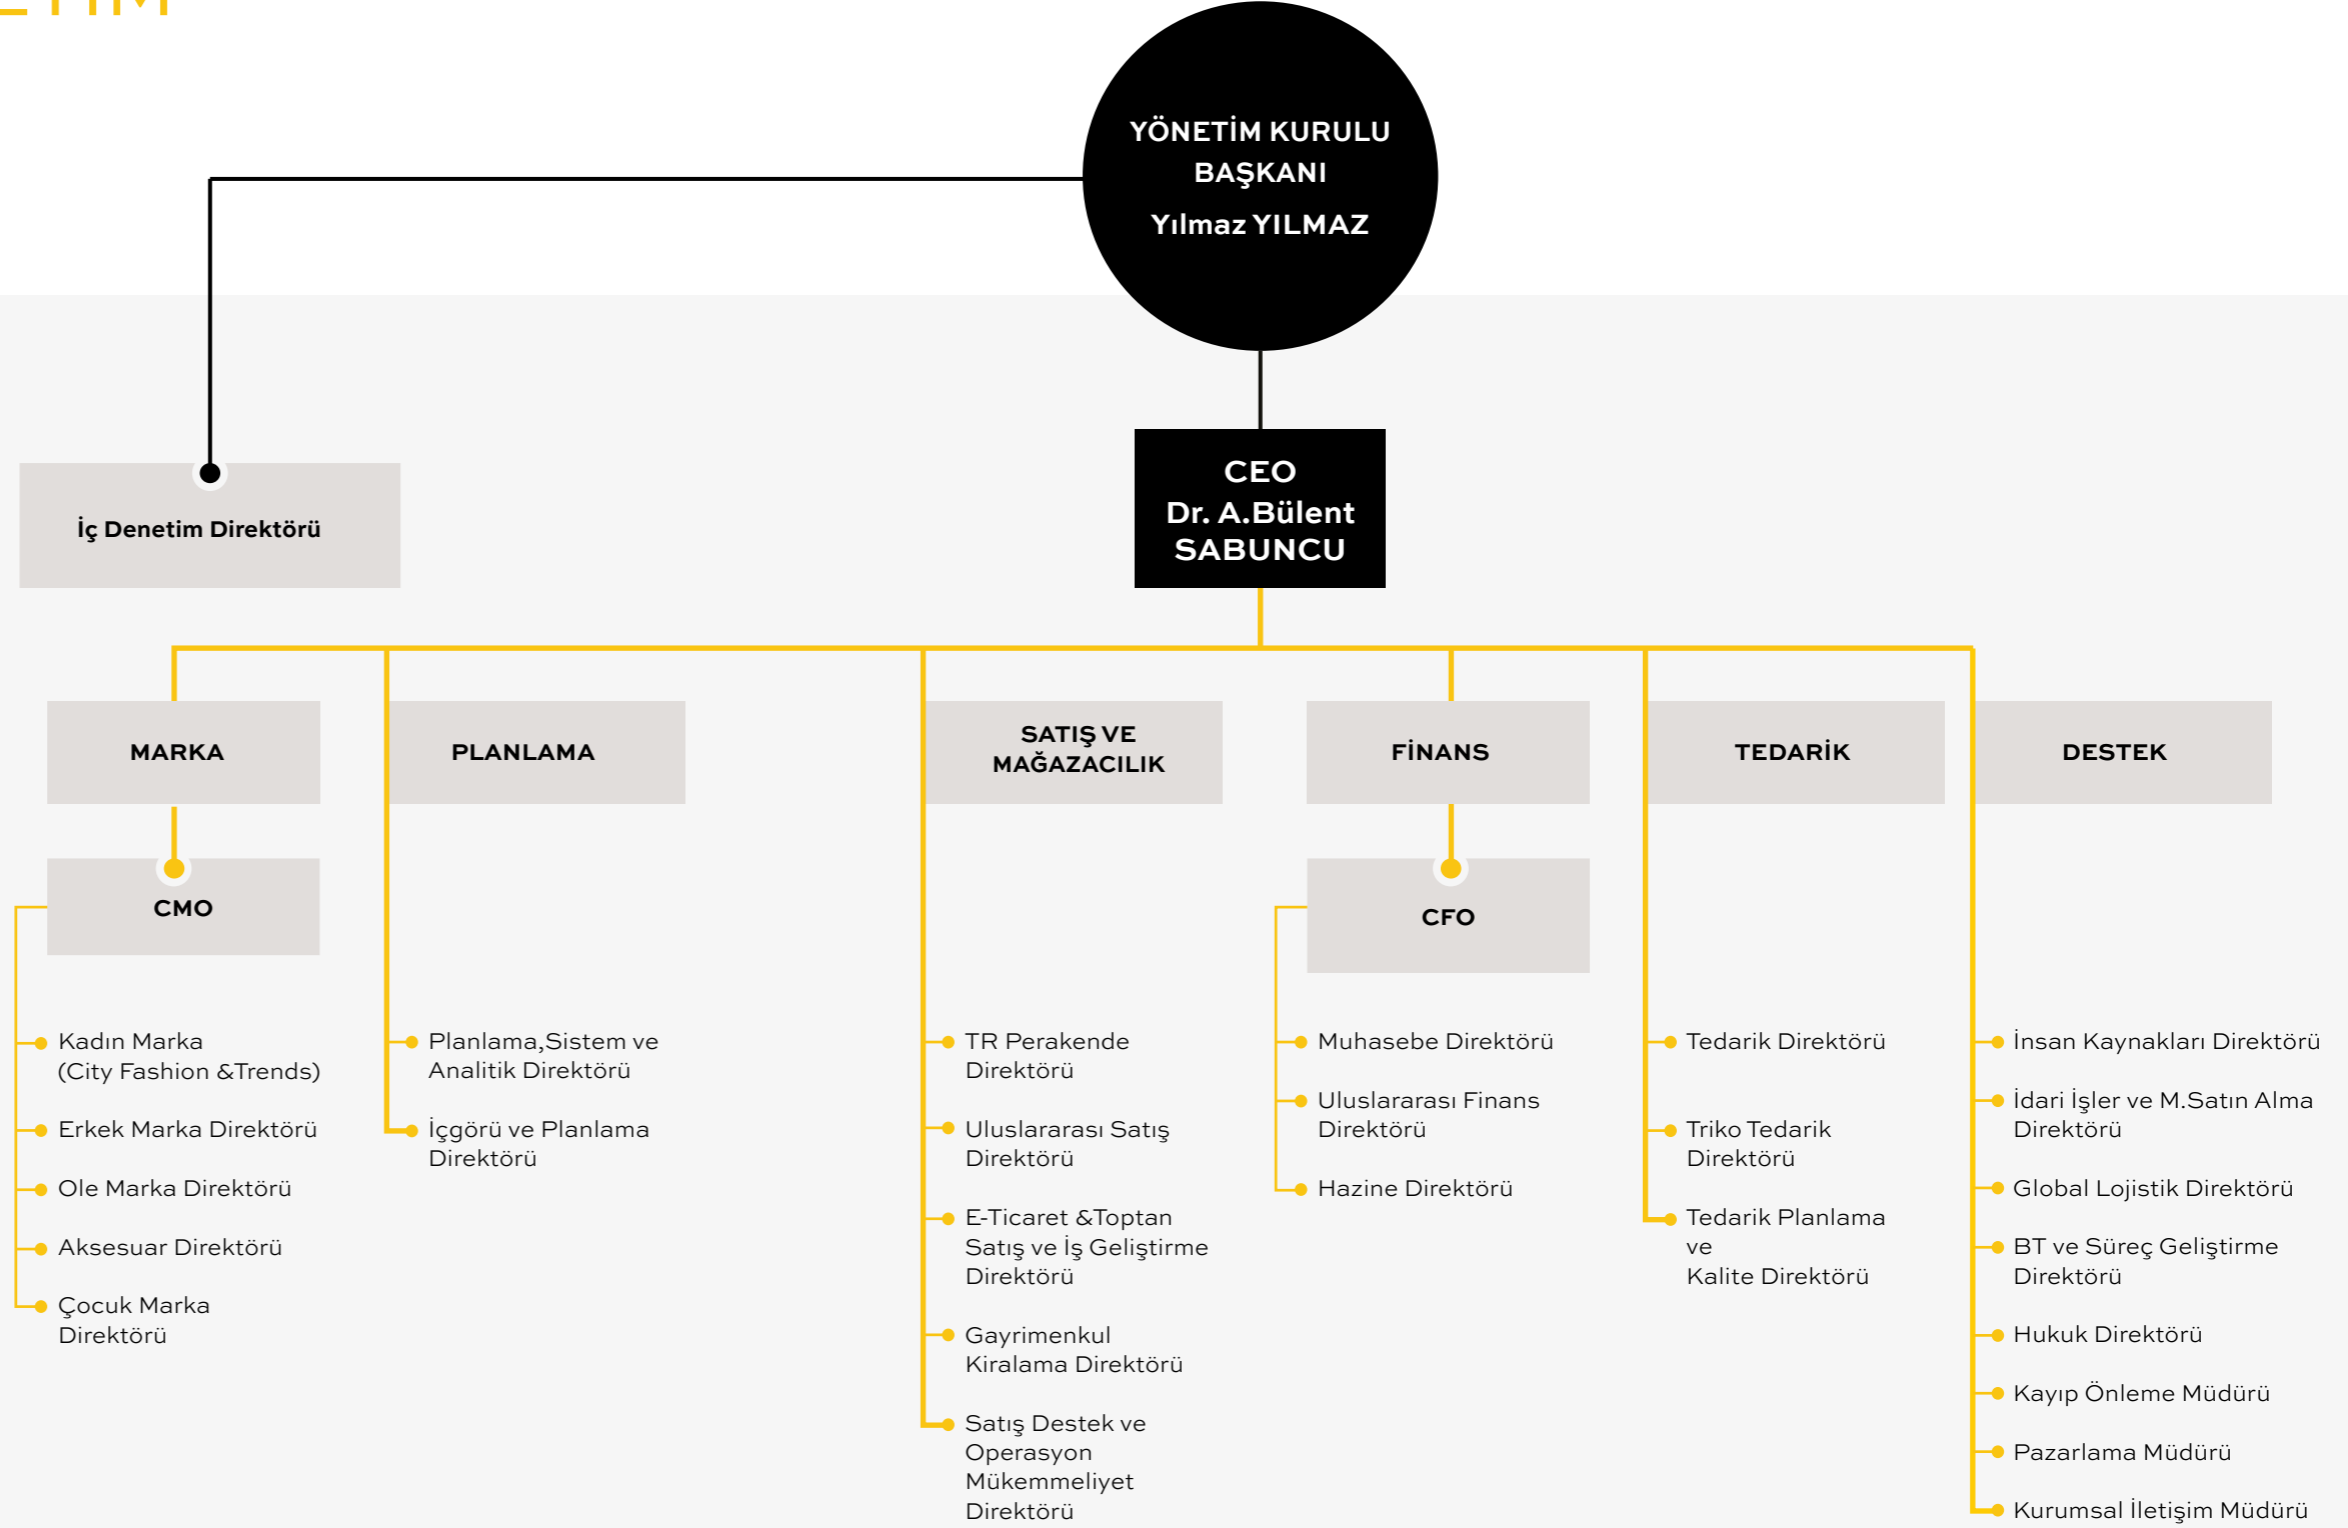 YÖNETİM KURULU
BAŞKANI
Yılmaz YILMAZ
CEO
Dr. A.Bülent
SABUNCU
İç Denetim Direktörü
MARKA
PLANLAMA
SATIŞ VE
MAĞAZACILIK
FİNANS
TEDARİK
DESTEK
CMO
CFO
Kadın Marka
(City Fashion &Trends)
Erkek Marka Direktörü
Ole Marka Direktörü
Aksesuar Direktörü
Çocuk Marka
Direktörü
Planlama,Sistem ve
Analitik Direktörü
İçgörü ve Planlama
Direktörü
TR Perakende
Direktörü
Uluslararası Satış
Direktörü
E-Ticaret &Toptan
Satış ve İş Geliştirme
Direktörü
Gayrimenkul
Kiralama Direktörü
Satış Destek ve
Operasyon
Mükemmeliyet
Direktörü
Muhasebe Direktörü
Uluslararası Finans
Direktörü
Hazine Direktörü
Tedarik Direktörü
Triko Tedarik
Direktörü
Tedarik Planlama
ve
Kalite Direktörü
İnsan Kaynakları Direktörü
İdari İşler ve M.Satın Alma
Direktörü
Global Lojistik Direktörü
BT ve Süreç Geliştirme
Direktörü
Hukuk Direktörü
Kayıp Önleme Müdürü
Pazarlama Müdürü
Kurumsal İletişim Müdürü